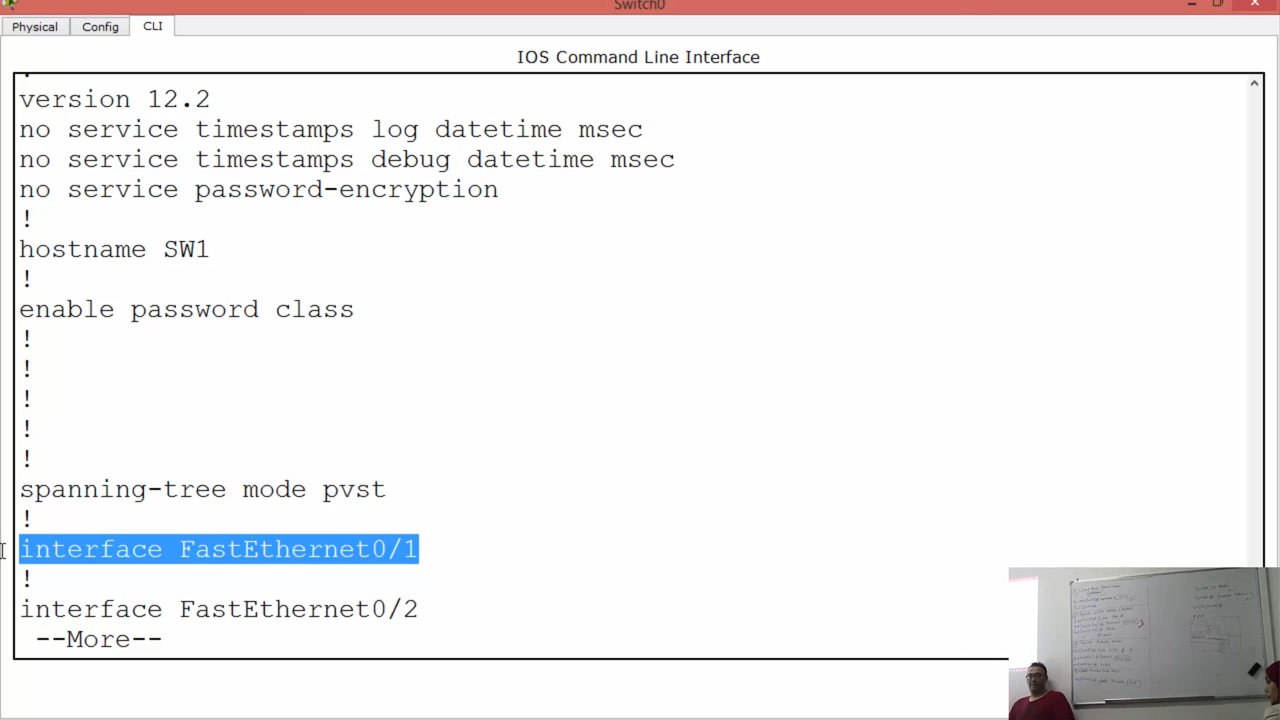 Switch0
Physical Config CLI
IOS Command Line Interface
!
version 12.2
no service timestamps log datetime msec
no service timestamps debug datetime msec
no service password-encryption
!
hostname SW1
!
enable password class
!
!
!
!
!
spanning-tree mode pvst
!
interface FastEthernet0/1
!
interface FastEthernet0/2
--More--